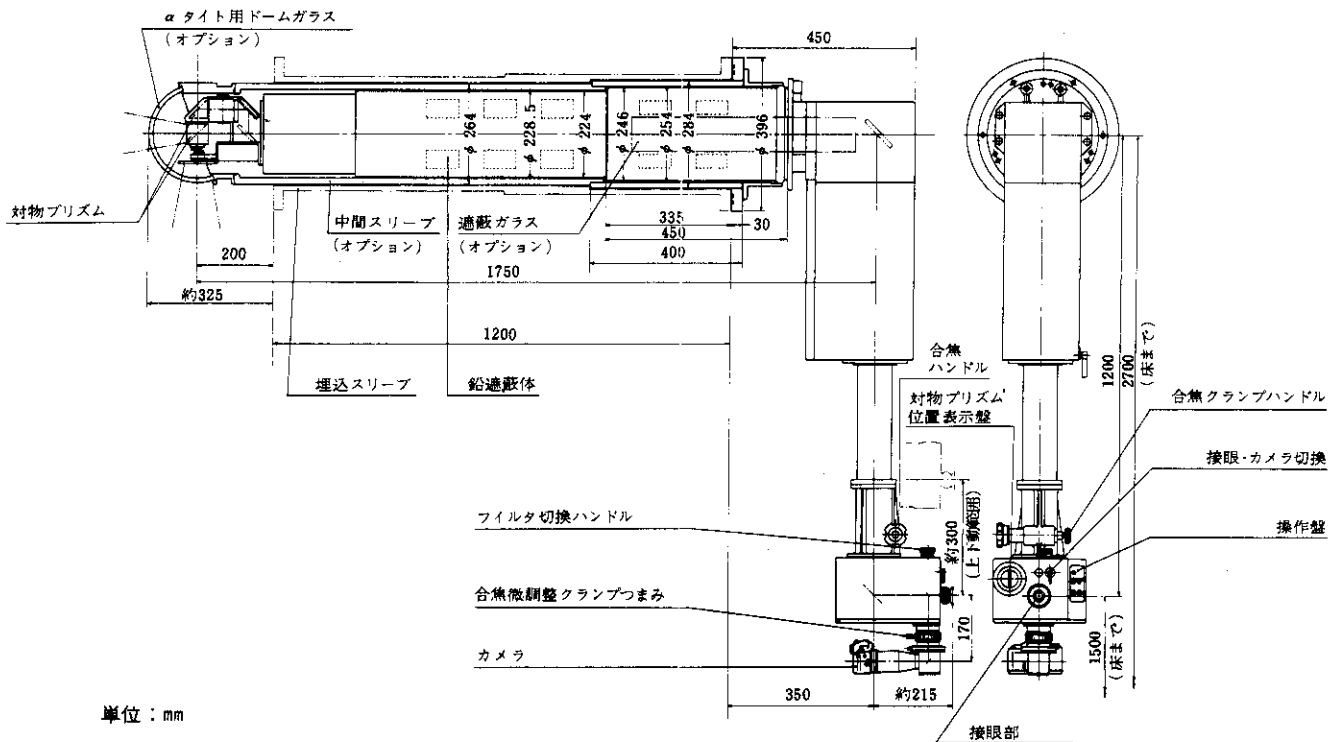 α タイト用ドームガラス
(オプション)
450
φ 264
φ 228.5
φ 224
φ 246
φ 254
φ 284
φ 396
対物プリズム
中間スリーブ
(オプション)
遮蔽ガラス
(オプション)
335
30
450
400
200
1750
約325
1200
埋込スリーブ
鉛遮蔽体
合焦
ハンドル
対物プリズム
位置表示盤
1200
2700
(床まで)
合焦クランプハンドル
接眼・カメラ切換
操作盤
フイルタ切換ハンドル
約300
(上下動範囲)
合焦微調整クランプつまみ
170
カメラ
1500
(床まで)
350
約215
接眼部
単位：mm